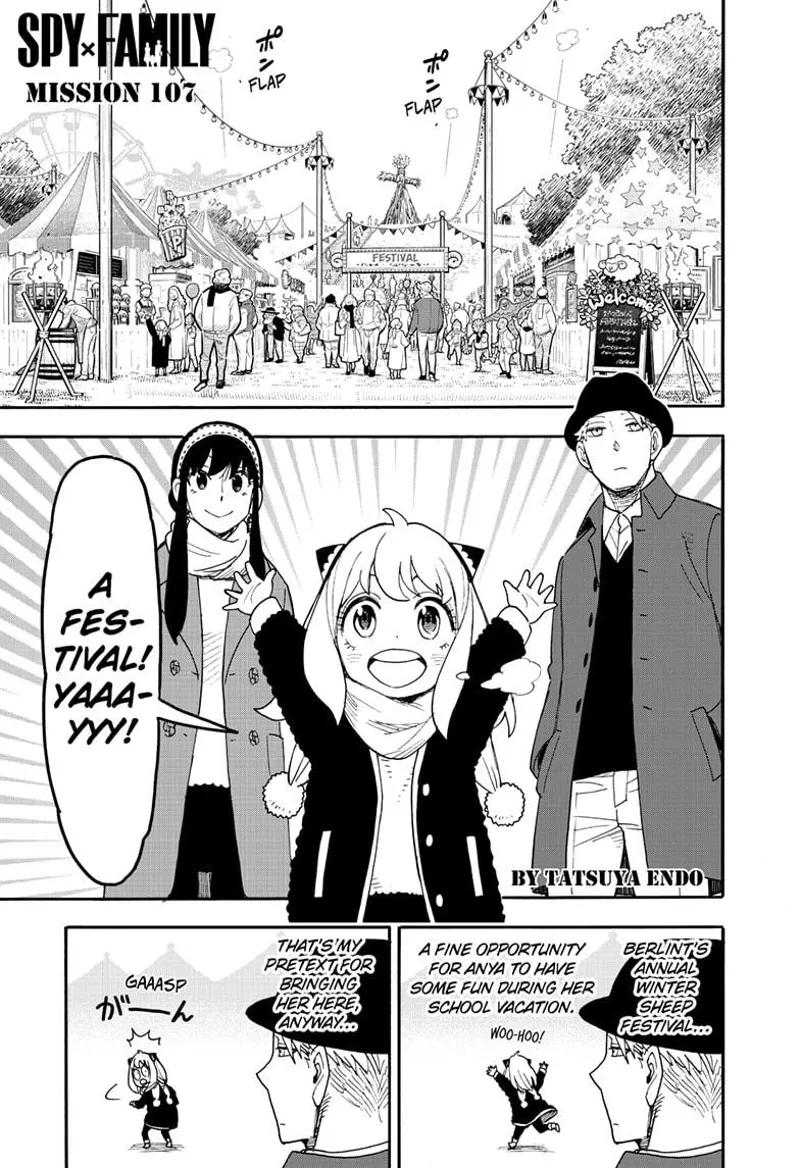 SPY×FAMILY
MISSION 107
ポン
FLAP
ポン
FLAP
FESTIVAL
Welcome
FESTIVAL
A
FES-
TIVAL!
YAAA-
YYY!
BY TATSUYA ENDO
BERLINT'S
ANNUAL
WINTER
SHEEP
FESTIVAL...
A FINE OPPORTUNITY
FOR ANYA TO HAVE
SOME FUN DURING HER
SCHOOL VACATION.
WOO-HOO!
THAT'S MY
PRETEXT FOR
BRINGING
HER HERE,
ANYWAY...
GAAASP
がーん